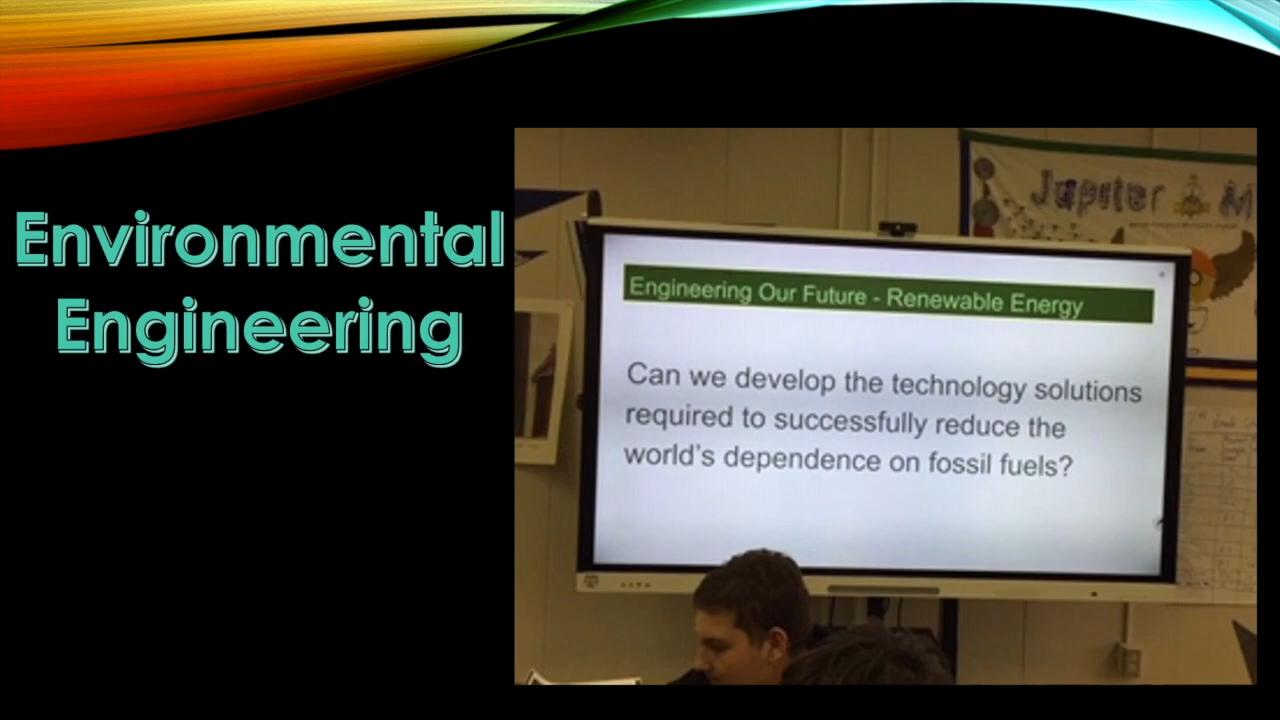 Environmental
Engineering
Jupiter
Engineering Our Future - Renewable Energy
Can we develop the technology solutions
required to successfully reduce the
world's dependence on fossil fuels?